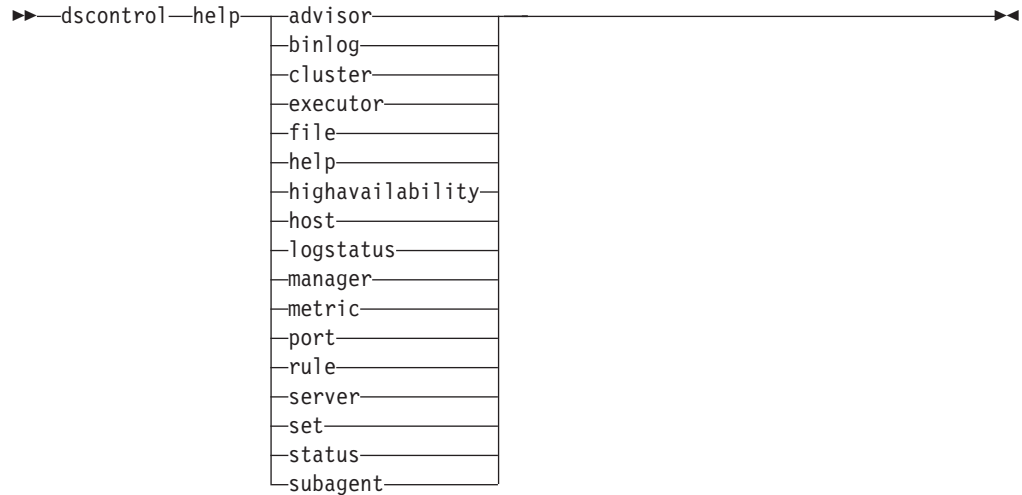 dscontrol help advisor
binlog
cluster
executor
file
help
highavailability
host
logstatus
manager
metric
port
rule
server
set
status
subagent